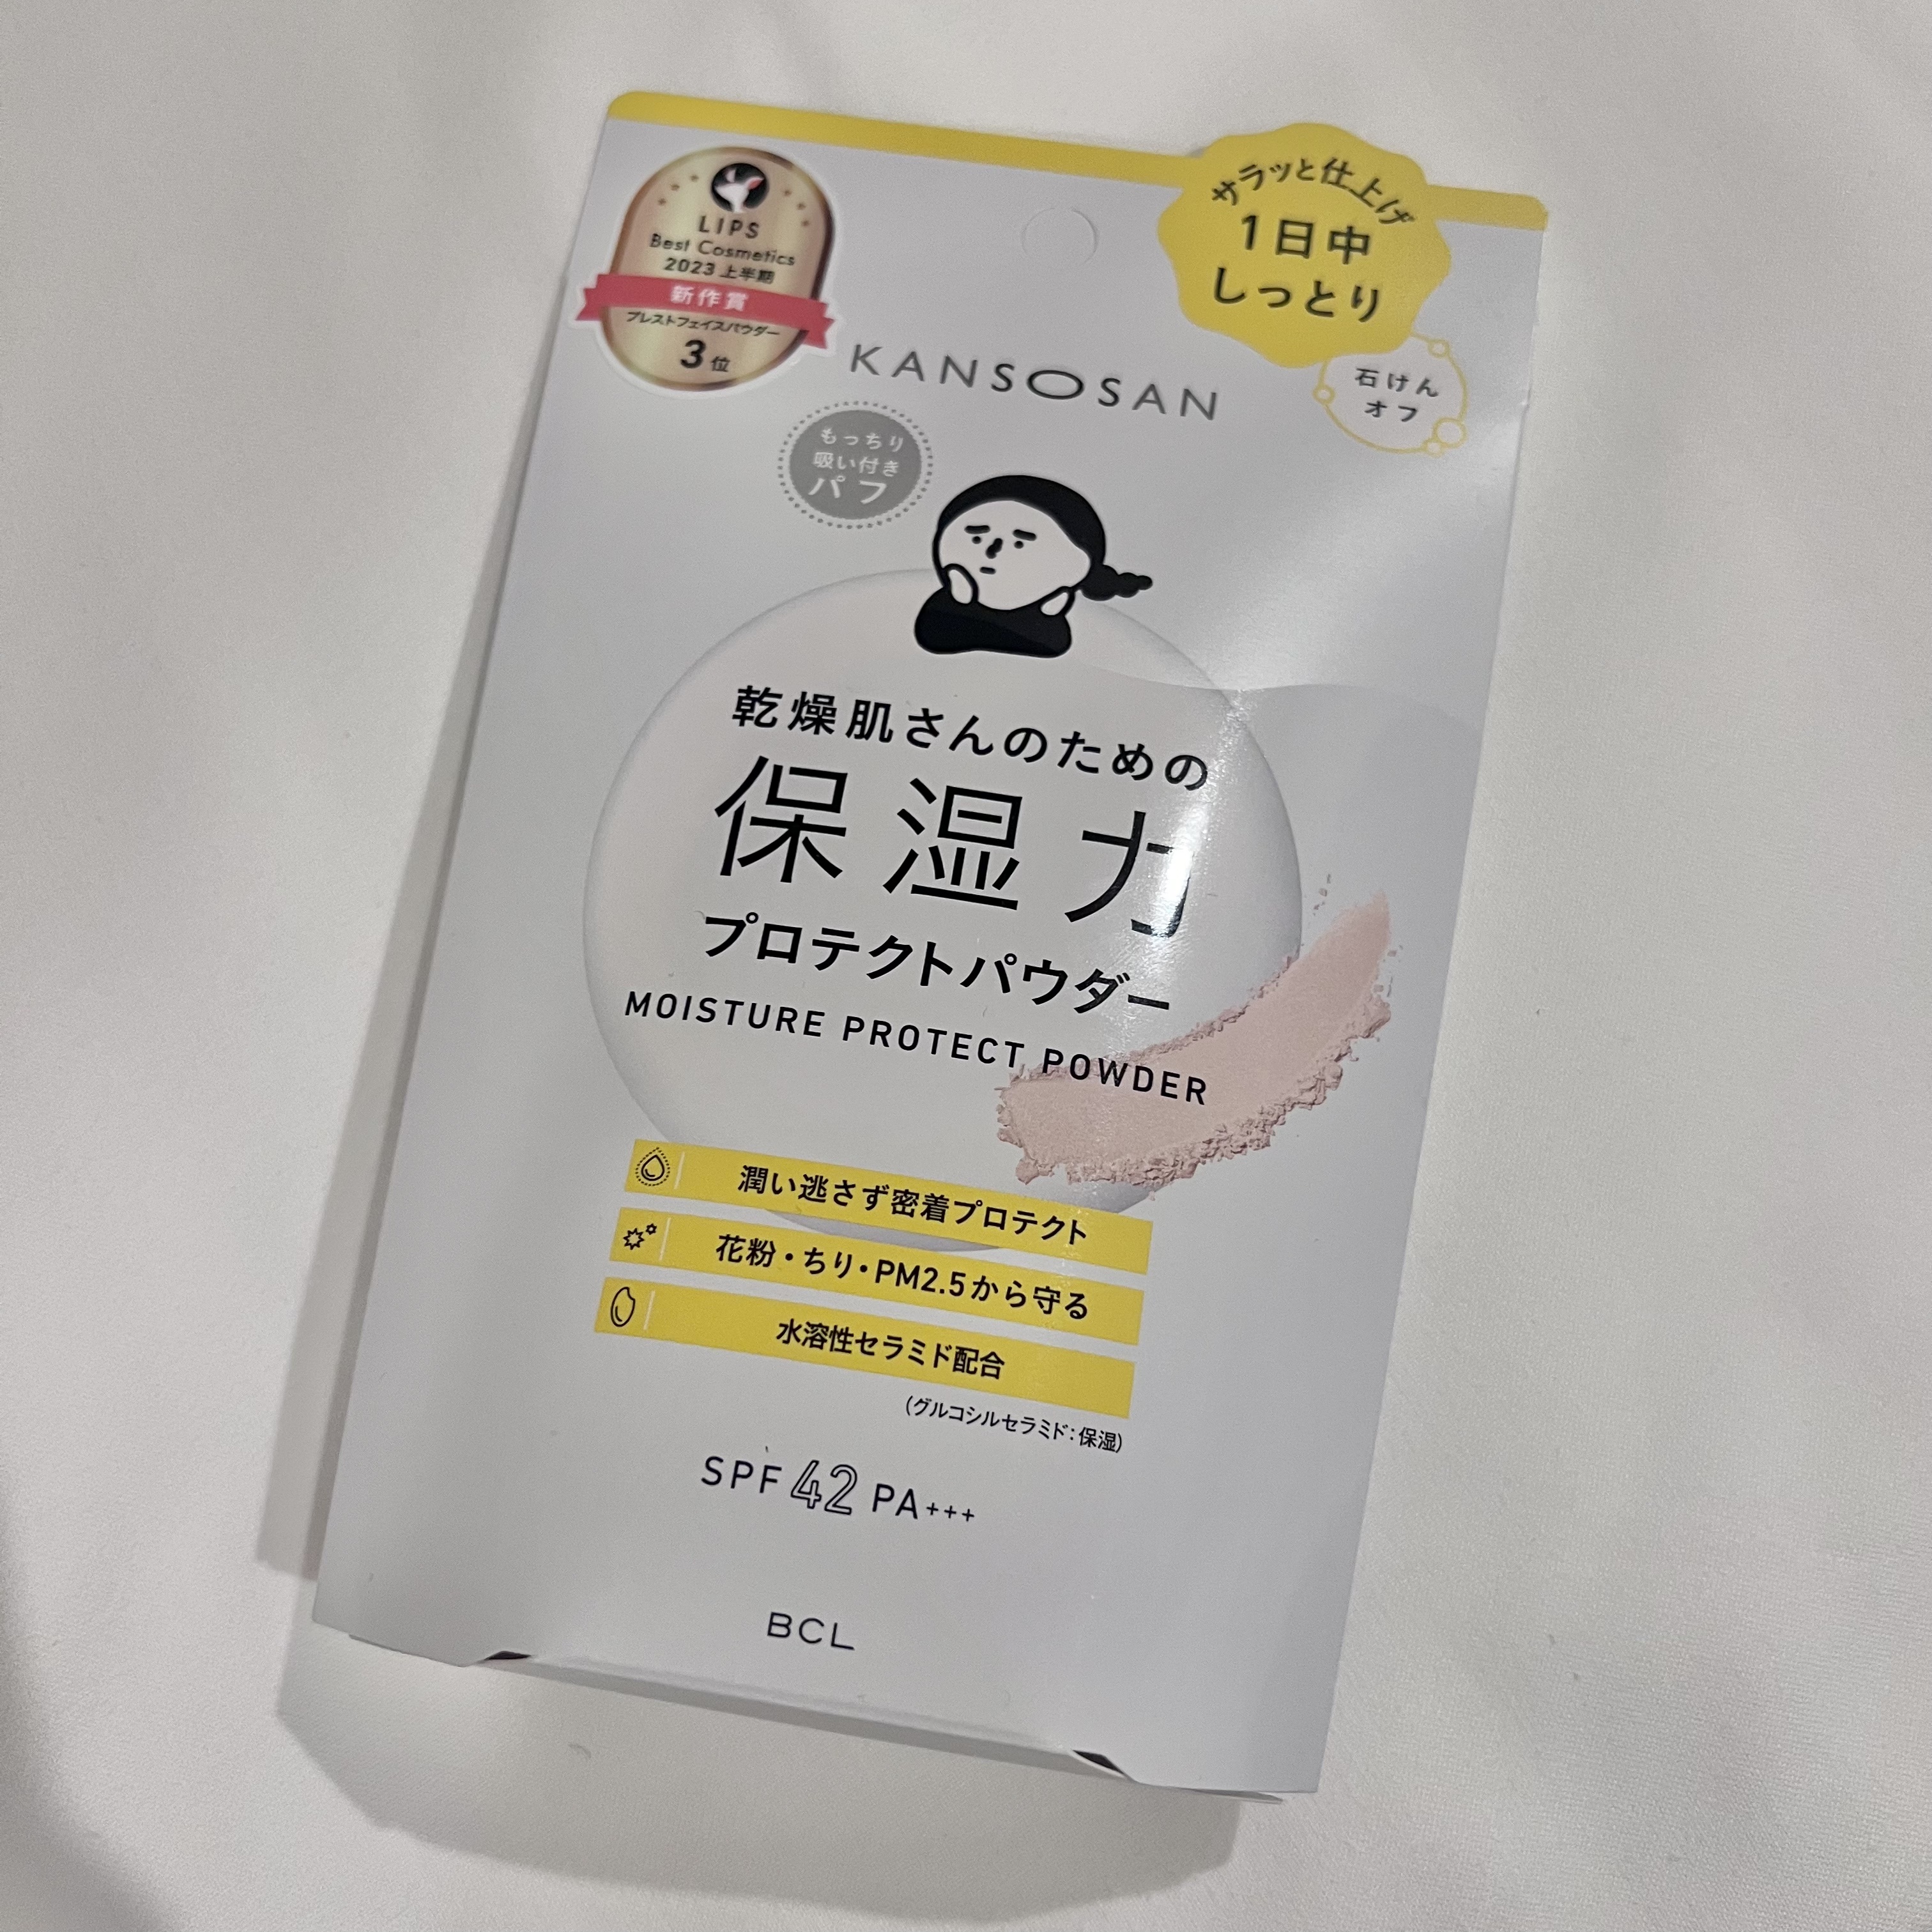 LIPS
Best Cosmetics
2023 上半期
新作賞
プレストフェイスパウダー
3位
サラッと仕上げ
1日中
しっとり
石けん
オフ
KANSOSAN
もっちり
吸い付き
パフ
乾燥肌さんのための
保湿力
プロテクトパウダー
MOISTURE PROTECT POWDER
潤い逃さず密着プロテクト
花粉・ちり・PM2.5から守る
水溶性セラミド配合
(グルコシルセラミド:保湿)
SPF 42 PA+++
BCL